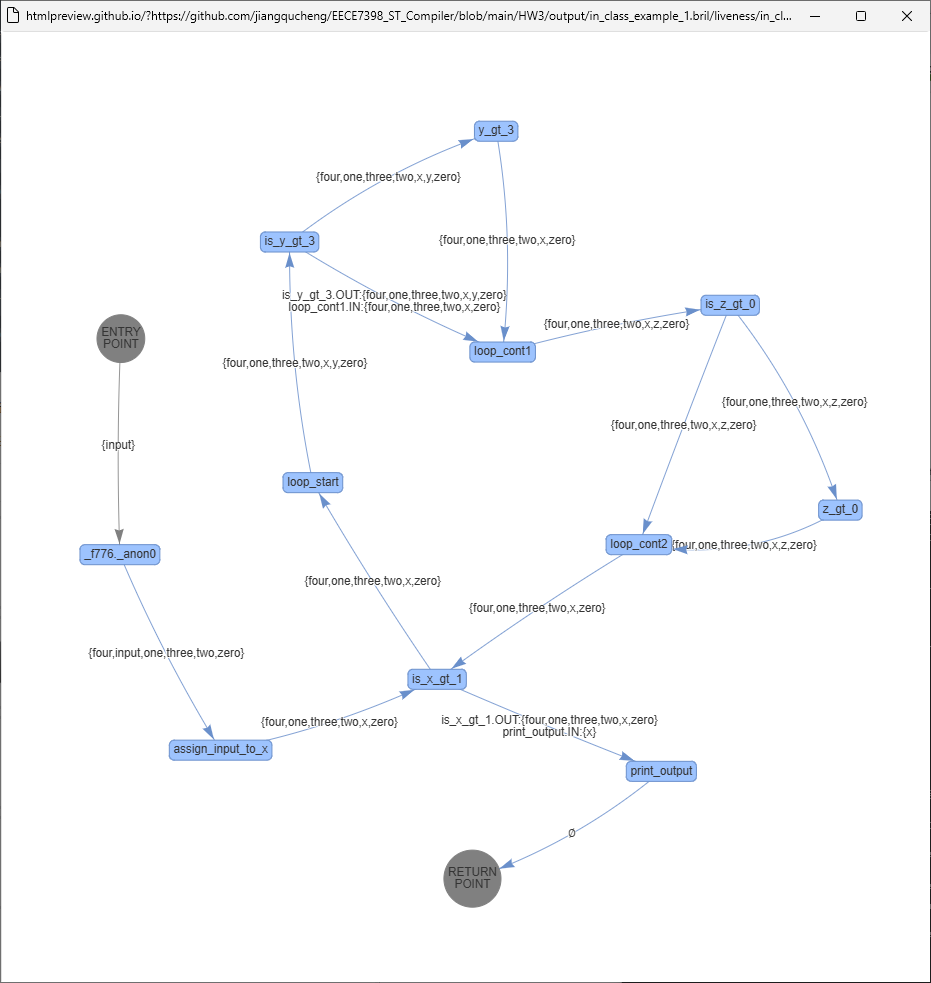 htmlpreview.github.io/?https://github.com/jiangqucheng/EECE7398_ST_Compiler/blob/main/HW3/output/in_class_example_1.bril/liveness/in_cl...
y_gt_3
{four,one,three,two,x,y,zero}
is_y_gt_3
{four,one,three,two,x,zero}
is_y_gt_3.OUT:{four,one,three,two,x,y,zero}
loop_cont1.IN:{four,one,three,two,x,zero}
is_z_gt_0
{four,one,three,two,x,z,zero}
ENTRY
POINT
loop_cont1
{four,one,three,two,x,y,zero}
{four,one,three,two,x,z,zero}
{four,one,three,two,x,z,zero}
{input}
loop_start
z_gt_0
loop_cont2
{four,one,three,two,x,z,zero}
_f776._anon0
{four,one,three,two,x,zero}
{four,one,three,two,x,zero}
{four,input,one,three,two,zero}
is_x_gt_1
{four,one,three,two,x,zero}
is_x_gt_1.OUT:{four,one,three,two,x,zero}
print_output.IN:{x}
assign_input_to_x
print_output
Ø
RETURN
POINT